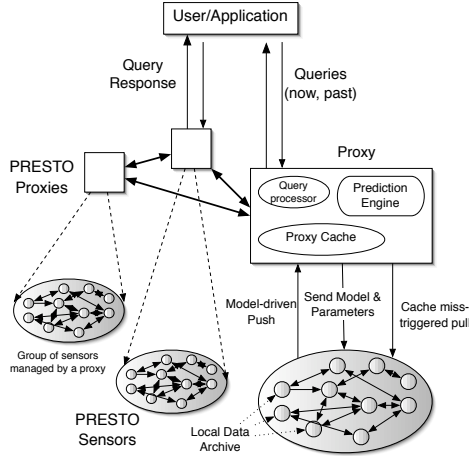 User/Application
Query
Response
Queries
(now, past)
PRESTO
Proxies
Proxy
Query
processor
Prediction
Engine
Proxy Cache
Model-driven
Push
Send Model &
Parameters
Cache miss-
triggered pull
Group of sensors
managed by a proxy
PRESTO
Sensors
Local Data
Archive